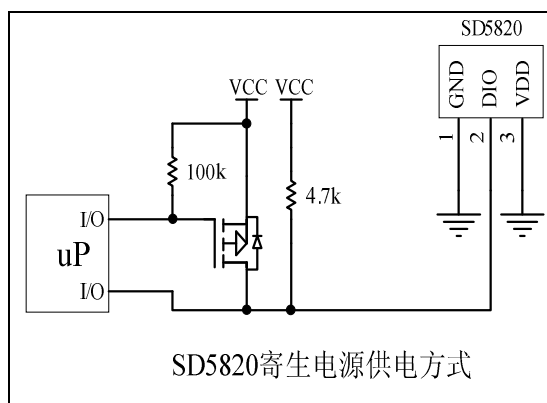 SD5820
GND
DIO
VDD
1
2
3
VCC VCC
100k
4.7k
I/O
uP
I/O
SD5820寄生电源供电方式